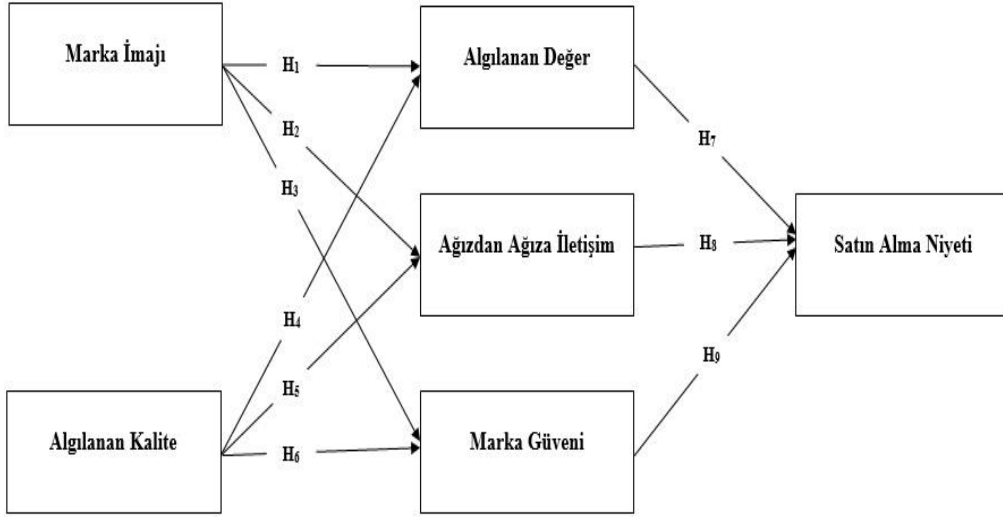 Marka İmajı
Algılanan Değer
H1
H2
H3
H7
Ağızdan Ağıza İletişim
H8
Satın Alma Niyeti
H4
H5
H9
Algılanan Kalite
H6
Marka Güveni